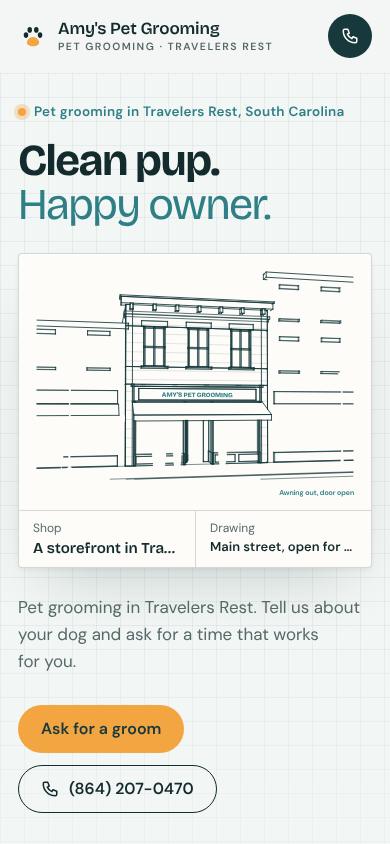 Amy's Pet Grooming
PET GROOMING · TRAVELERS REST
Pet grooming in Travelers Rest, South Carolina
Clean pup.
Happy owner.
AMY'S PET GROOMING
Awning out, door open
Shop
A storefront in Tra...
Drawing
Main street, open for ...
Pet grooming in Travelers Rest. Tell us about
your dog and ask for a time that works
for you.
Ask for a groom
(864) 207-0470